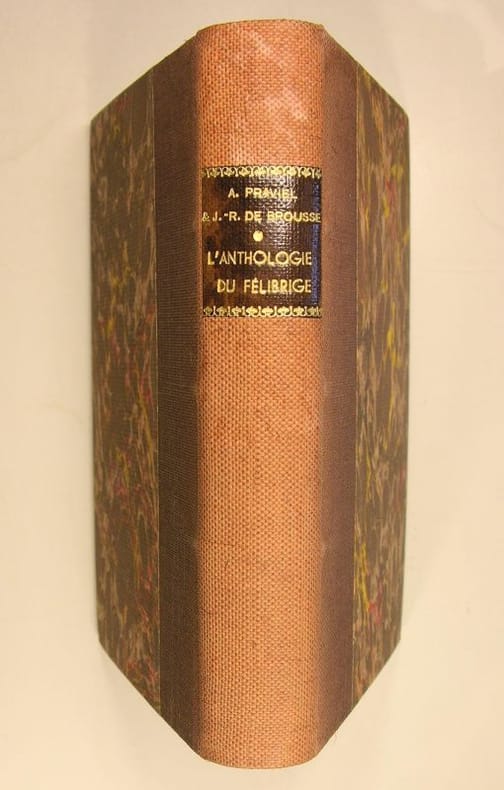 A. PRAVIEL
& J.-R. DE BROUSSE
L'ANTHOLOGIE
DU FÉLIBRIGE